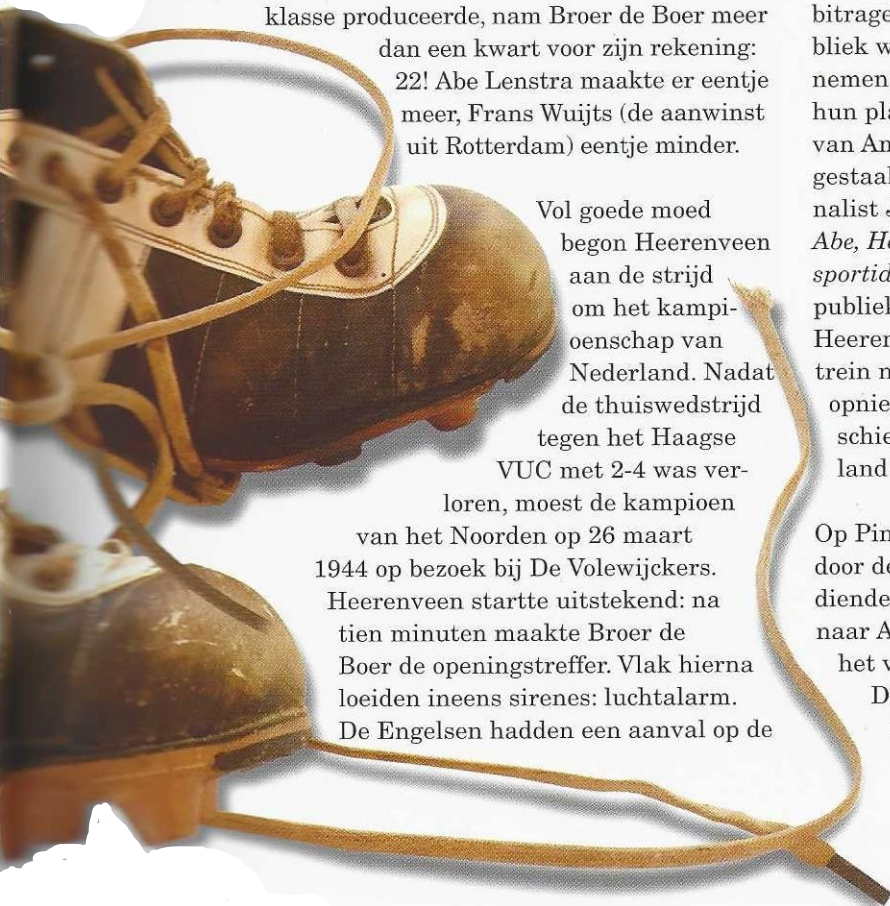 klasse produceerde, nam Broer de Boer meer
dan een kwart voor zijn rekening:
22! Abe Lenstra maakte er eentje
meer, Frans Wuijts (de aanwinst
uit Rotterdam) eentje minder.
Vol goede moed
begon Heerenveen
aan de strijd
om het kampi-
oenschap van
Nederland. Nadat
de thuiswedstrijd
tegen het Haagse
VUC met 2-4 was ver-
loren, moest de kampioen
van het Noorden op 26 maart
1944 op bezoek bij De Volewijckers.
Heerenveen startte uitstekend: na
tien minuten maakte Broer de
Boer de openingstreffer. Vlak hierna
loeiden ineens sirenes: luchtalarm.
De Engelsen hadden een aanval op de
bitrage
bliek w
nemen
hun pla
van An
gestaal
nalist
Abe, He
sportid
publiek
Heeren
trein n
opnie
schie
land
Op Pin
door de
diende
naar A
het v
D